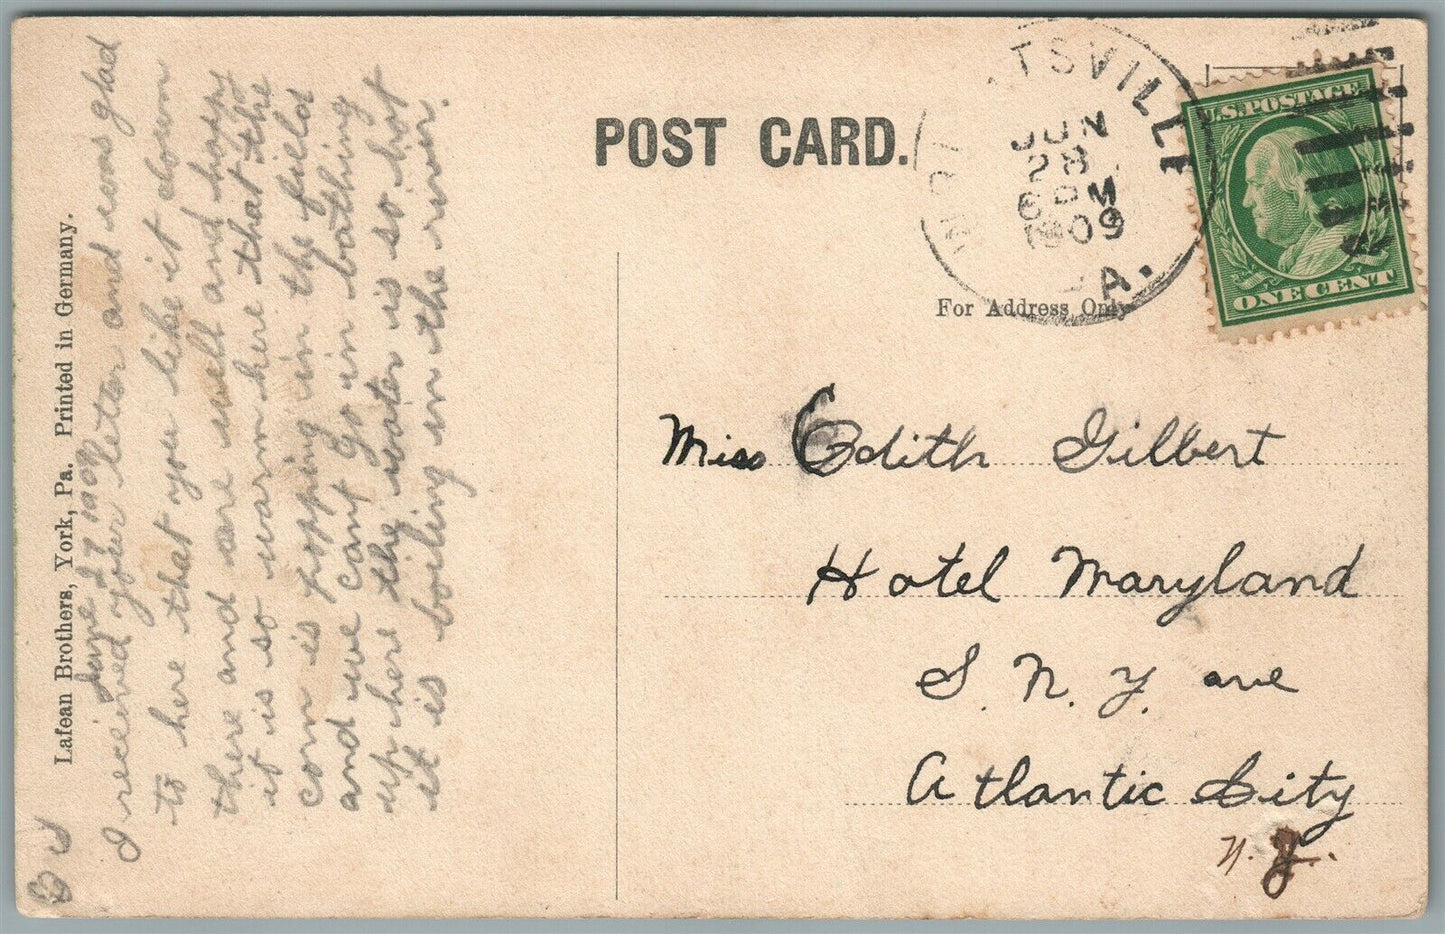 POST CARD.
TSVILL
JUN
28
6 PM
1909
A.
U.S. POSTAGE
ONE CENT
For Address Only
Miss Edith Gilbert
Hotel Maryland
S. N. Y. ave
Atlantic City
N. J.
Lafean Brothers, York, Pa. Printed in Germany.
June 27 1909
I received your letter and was glad
to here that you like it down
there and are well and hapy
it is so warm here that the
corn is popping in the field
and we cant go in bathing
up here the water is so hot
it is boiling in the river.